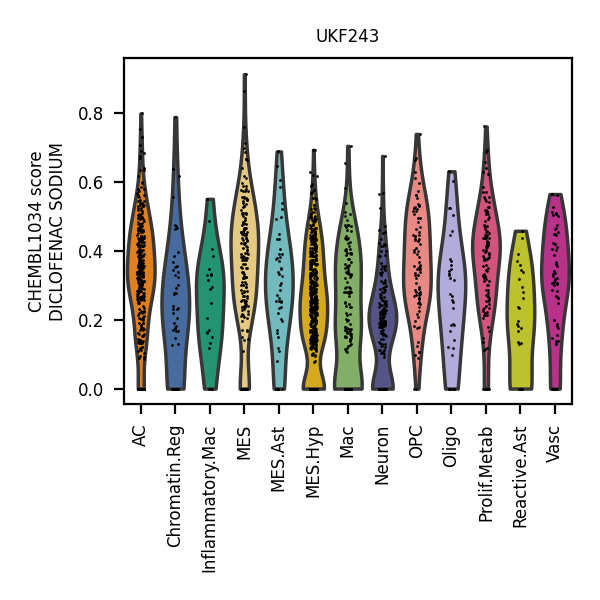 UKF243
CHEMBL1034 score
DICLOFENAC SODIUM
0.8
0.6
0.4
0.2
0.0
AC
Chromatin.Reg
Inflammatory.Mac
MES
MES.Ast
MES.Hyp
Mac
Neuron
OPC
Oligo
Prolif.Metab
Reactive.Ast
Vasc